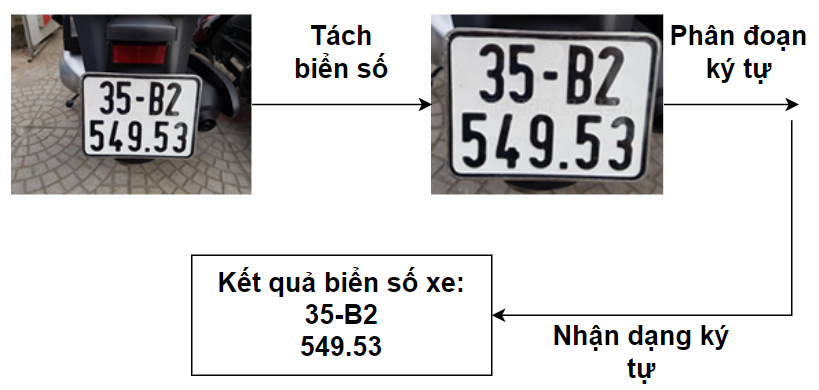 35-B2
549.53
Tách
biển số
35-B2
549.53
Phân đoạn
ký tự
Nhận dạng ký
tự
Kết quả biển số xe:
35-B2
549.53